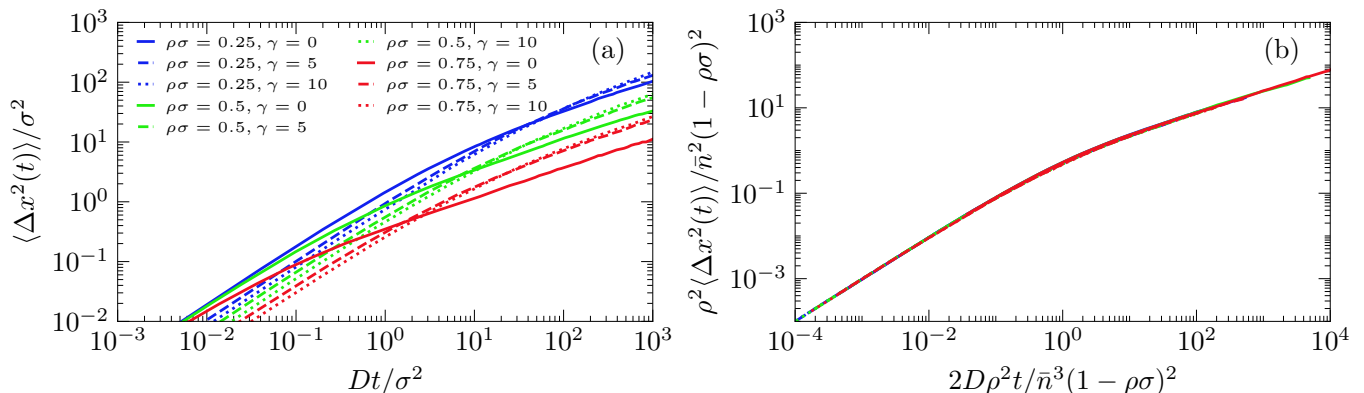 10^3
10^2
10^1
10^0
10^{-1}
10^{-2}
⟨Δx^2(t)⟩/σ^2
ρσ = 0.25, γ = 0
ρσ = 0.25, γ = 5
ρσ = 0.25, γ = 10
ρσ = 0.5, γ = 0
ρσ = 0.5, γ = 5
ρσ = 0.5, γ = 10
ρσ = 0.75, γ = 0
ρσ = 0.75, γ = 5
ρσ = 0.75, γ = 10
(a)
10^{-3} 10^{-2} 10^{-1} 10^0 10^1 10^2 10^3
Dt/σ^2
10^3
10^1
10^{-1}
10^{-3}
ρ^2⟨Δx^2(t)⟩/n̄^2(1 − ρσ)^2
(b)
10^{-4} 10^{-2} 10^0 10^2 10^4
2Dρ^2t/n̄^3(1 − ρσ)^2